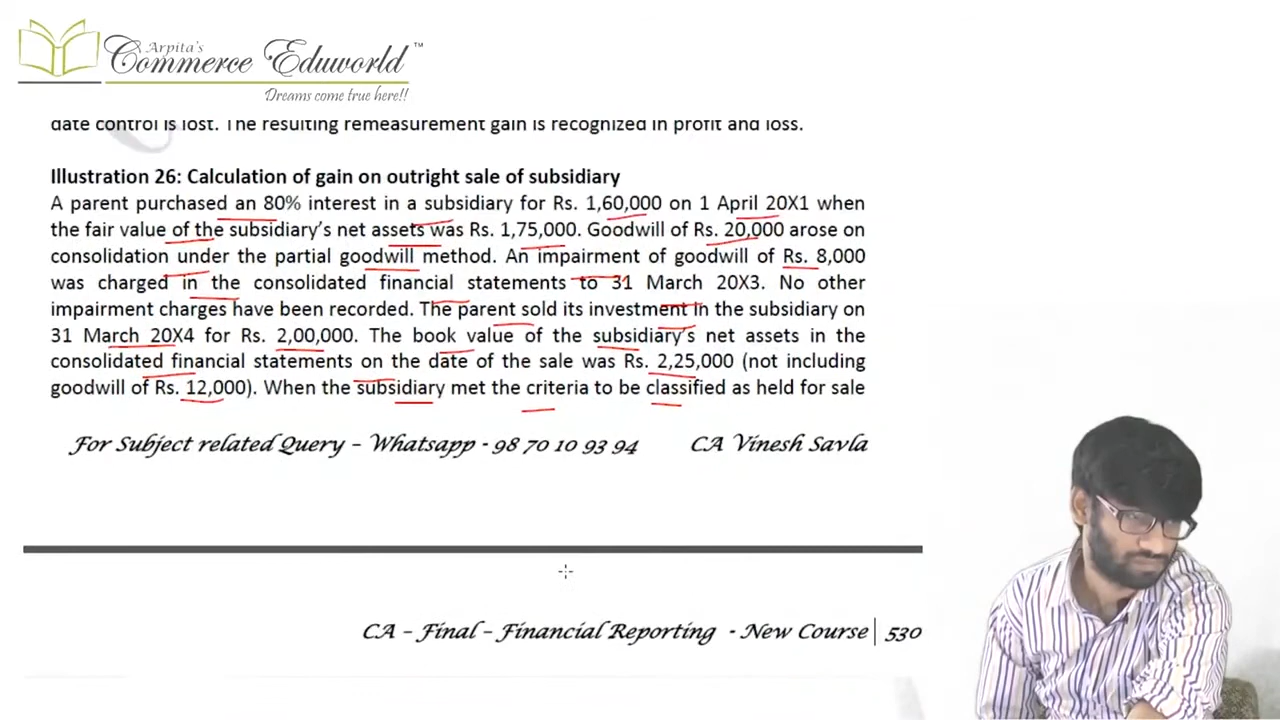 Arpita's
Commerce Eduworld™
Dreams come true here!!
date control is lost. The resulting remeasurement gain is recognized in profit and loss.
Illustration 26: Calculation of gain on outright sale of subsidiary
A parent purchased an 80% interest in a subsidiary for Rs. 1,60,000 on 1 April 20X1 when
the fair value of the subsidiary's net assets was Rs. 1,75,000. Goodwill of Rs. 20,000 arose on
consolidation under the partial goodwill method. An impairment of goodwill of Rs. 8,000
was charged in the consolidated financial statements to 31 March 20X3. No other
impairment charges have been recorded. The parent sold its investment in the subsidiary on
31 March 20X4 for Rs. 2,00,000. The book value of the subsidiary's net assets in the
consolidated financial statements on the date of the sale was Rs. 2,25,000 (not including
goodwill of Rs. 12,000). When the subsidiary met the criteria to be classified as held for sale
For Subject related Query – Whatsapp - 98 70 10 93 94 CA Vinesh Savla
CA – Final – Financial Reporting - New Course| 530